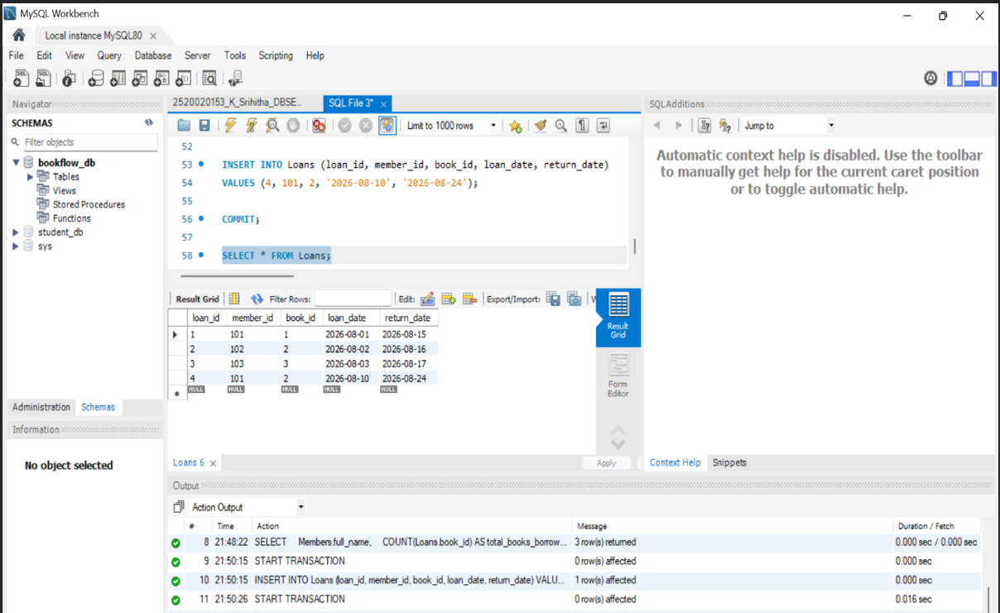 MySQL Workbench
Local instance MySQL80
File Edit View Query Database Server Tools Scripting Help
Navigator
SCHEMAS
Filter objects
bookflow_db
Tables
Views
Stored Procedures
Functions
student_db
sys
Administration Schemas
Information
No object selected
2520020153_K_Srihitha_DBSE... SQL File 3*
Limit to 1000 rows
52
53 INSERT INTO Loans (loan_id, member_id, book_id, loan_date, return_date)
54 VALUES (4, 101, 2, '2026-08-10', '2026-08-24');
55
56 COMMIT;
57
58 SELECT * FROM Loans;
Result Grid Filter Rows: Edit: Export/Import:
loan_id member_id book_id loan_date return_date
1 101 1 2026-08-01 2026-08-15
2 102 2 2026-08-02 2026-08-16
3 103 3 2026-08-03 2026-08-17
4 101 2 2026-08-10 2026-08-24
NULL NULL NULL NULL NULL
Result
Grid
Form
Editor
Loans 6 Apply
SQLAdditions
Jump to
Automatic context help is disabled. Use the toolbar
to manually get help for the current caret position
or to toggle automatic help.
Context Help Snippets
Output
Action Output
# Time Action Message Duration / Fetch
8 21:48:22 SELECT Members.full_name, COUNT(Loans.book_id) AS total_books_borrow... 3 row(s) returned 0.000 sec / 0.000 sec
9 21:50:15 START TRANSACTION 0 row(s) affected 0.000 sec
10 21:50:15 INSERT INTO Loans (loan_id, member_id, book_id, loan_date, return_date) VALU... 1 row(s) affected 0.000 sec
11 21:50:26 START TRANSACTION 0 row(s) affected 0.016 sec